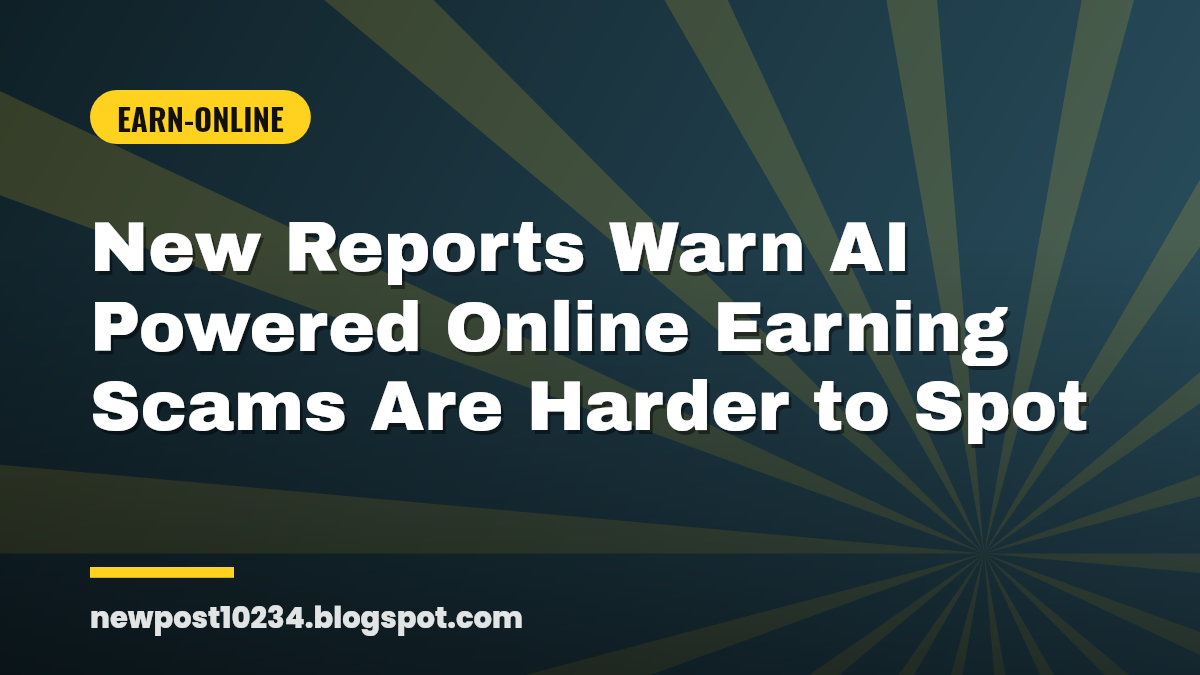 EARN-ONLINE
New Reports Warn AI
Powered Online Earning
Scams Are Harder to Spot
newpost10234.blogspot.com